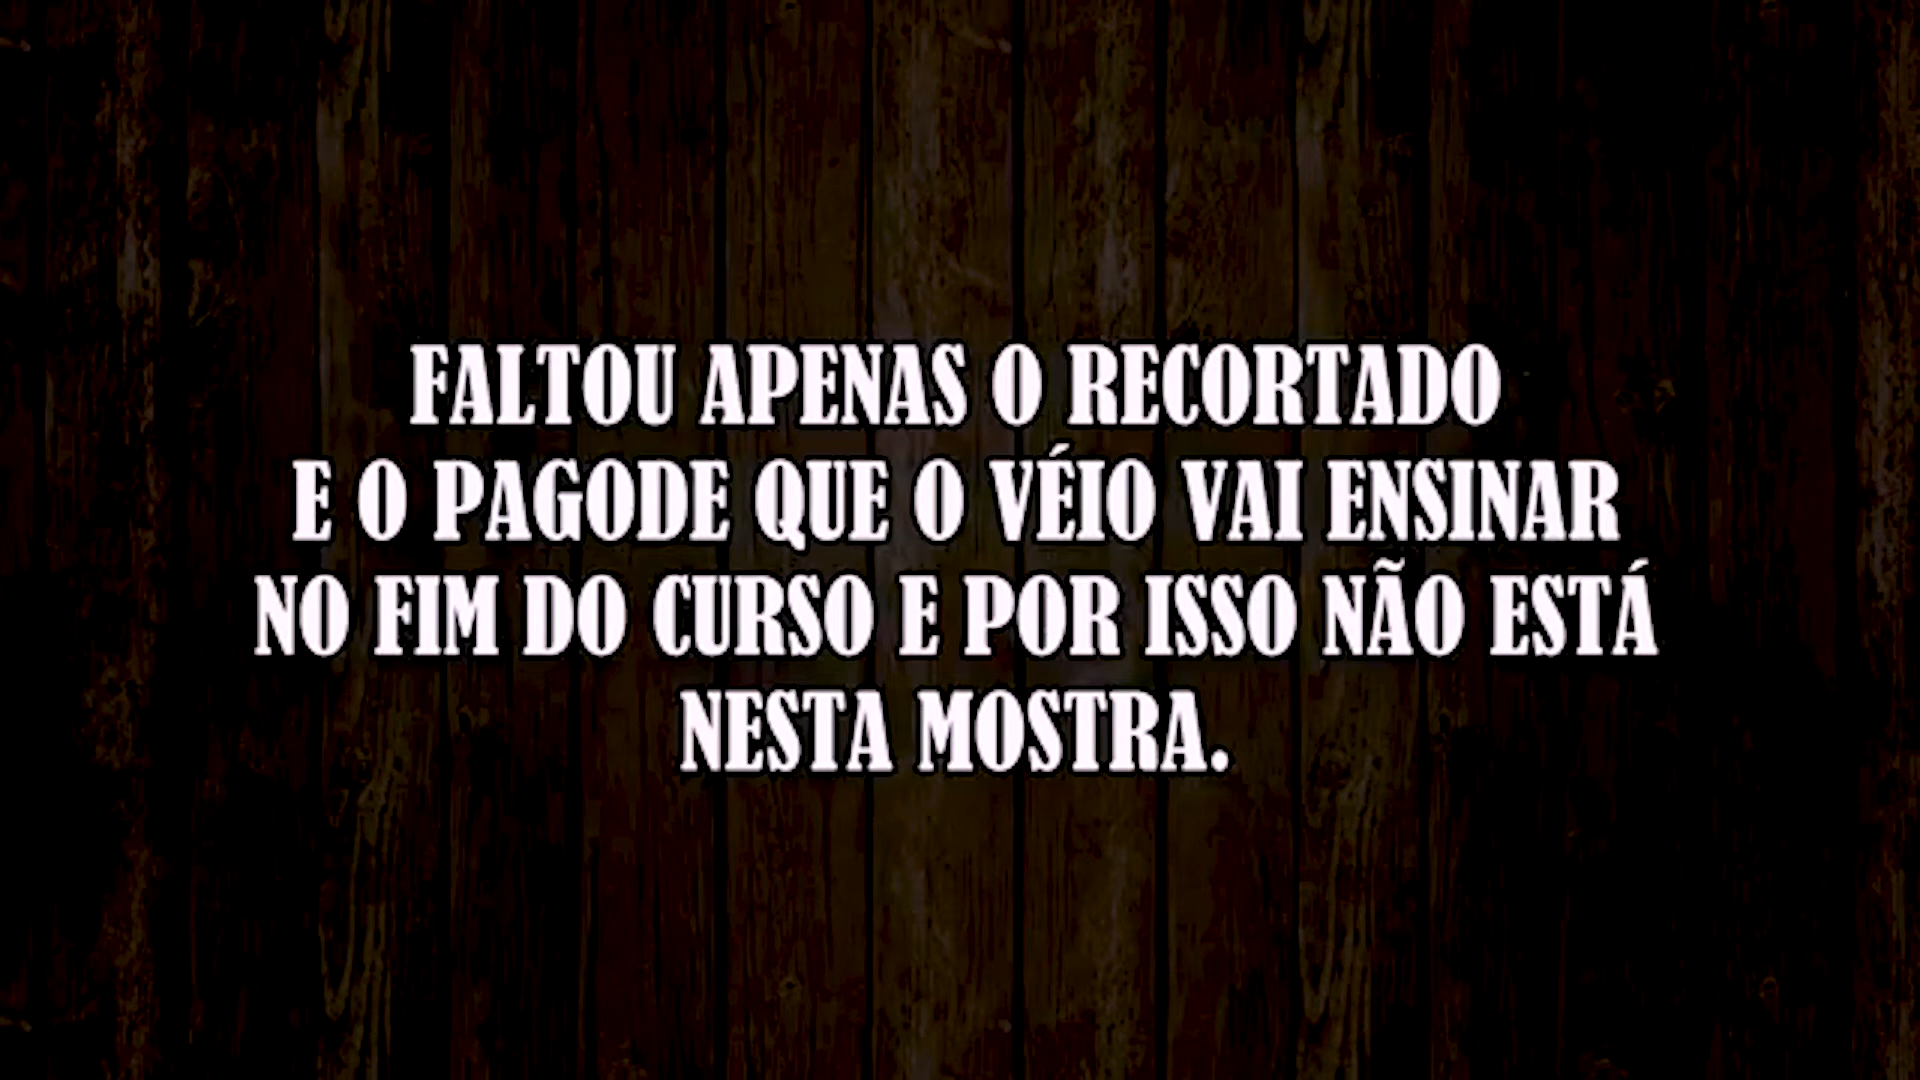 FALTOU APENAS O RECORTADO
E O PAGODE QUE O VÉIO VAI ENSINAR
NO FIM DO CURSO E POR ISSO NÃO ESTÁ
NESTA MOSTRA.